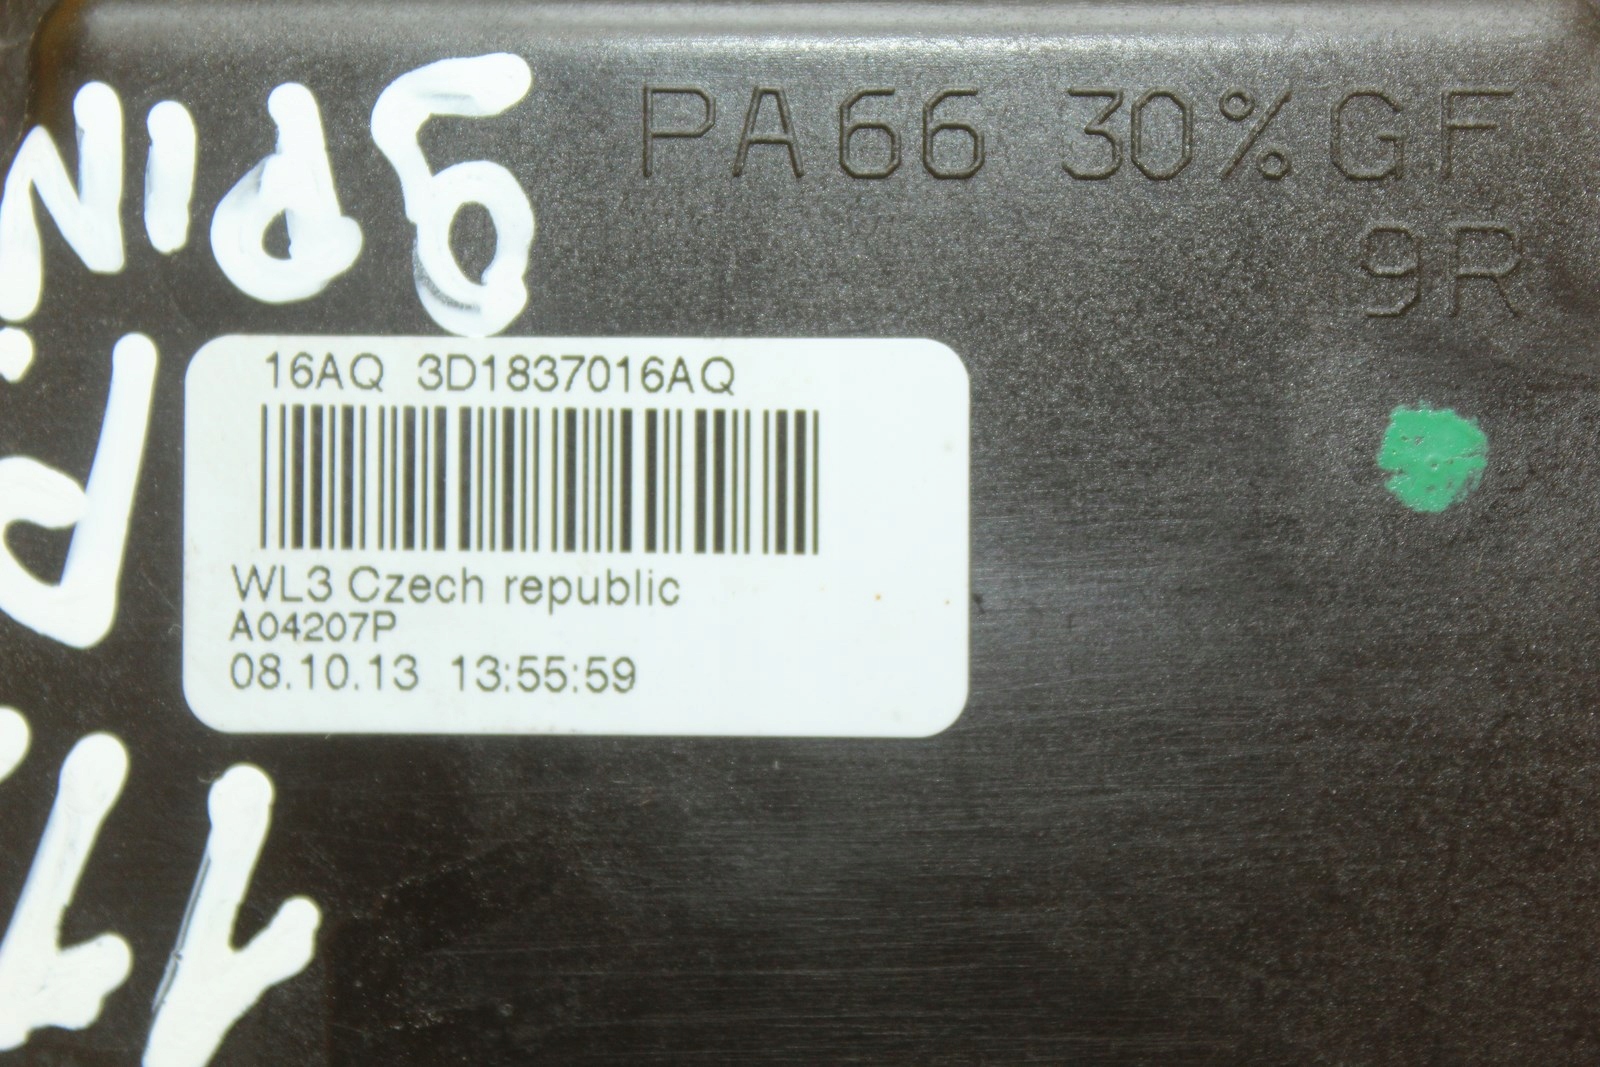 PA66 30% GF
9R
16AQ 3D1837016AQ
WL3 Czech republic
A04207P
08.10.13 13:55:59